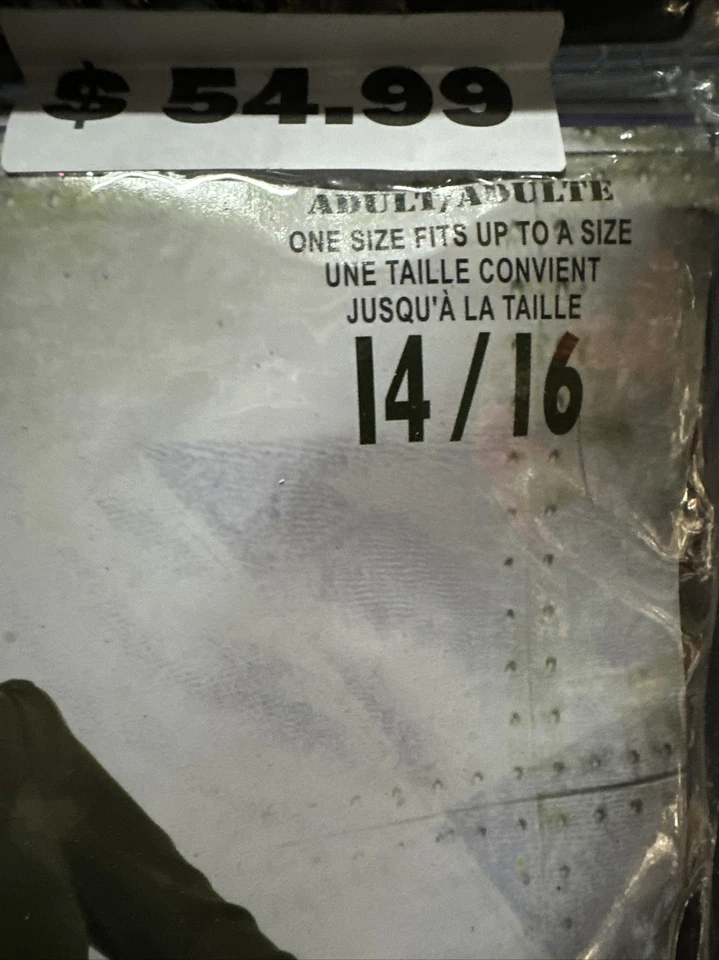 $ 54.99
ADULT/ADULTE
ONE SIZE FITS UP TO A SIZE
UNE TAILLE CONVIENT
JUSQU'À LA TAILLE
14/16